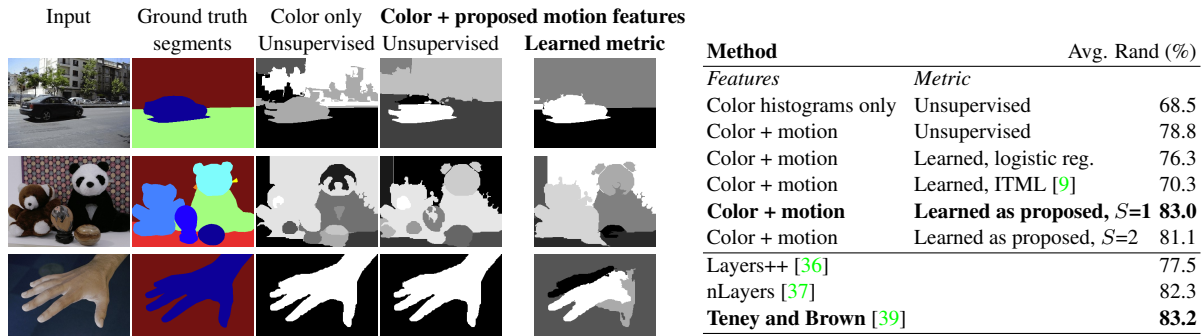 Input Ground truth Color only Color + proposed motion features
segments Unsupervised Unsupervised Learned metric
Method Avg. Rand (%)
Features Metric
Color histograms only Unsupervised 68.5
Color + motion Unsupervised 78.8
Color + motion Learned, logistic reg. 76.3
Color + motion Learned, ITML [9] 70.3
Color + motion Learned as proposed, S=1 83.0
Color + motion Learned as proposed, S=2 81.1
Layers++ [36] 77.5
nLayers [37] 82.3
Teney and Brown [39] 83.2